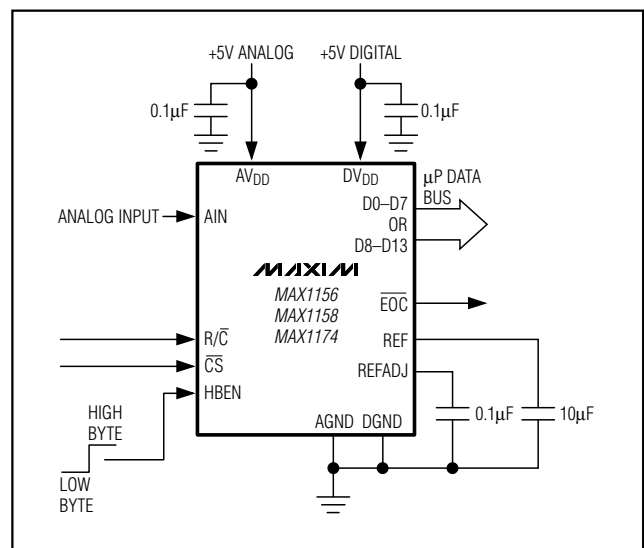 +5V ANALOG
+5V DIGITAL
0.1µF
0.1µF
AVDD
DVDD
µP DATA
BUS
D0–D7
OR
D8–D13
ANALOG INPUT
AIN
MAXIM
MAX1156
MAX1158
MAX1174
EOC
R/C
REF
CS
REFADJ
HBEN
HIGH
BYTE
LOW
BYTE
0.1µF
10µF
AGND
DGND